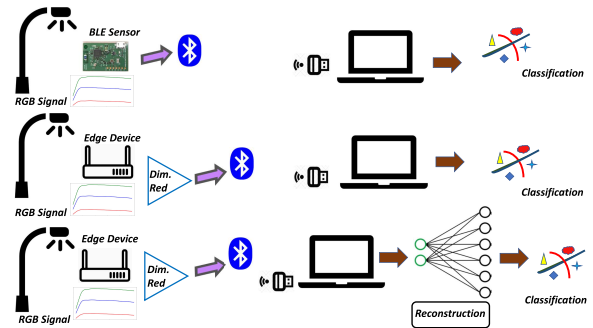 BLE Sensor
RGB Signal
Classification
Edge Device
Dim.
Red
RGB Signal
Classification
Edge Device
Dim.
Red
RGB Signal
Reconstruction
Classification